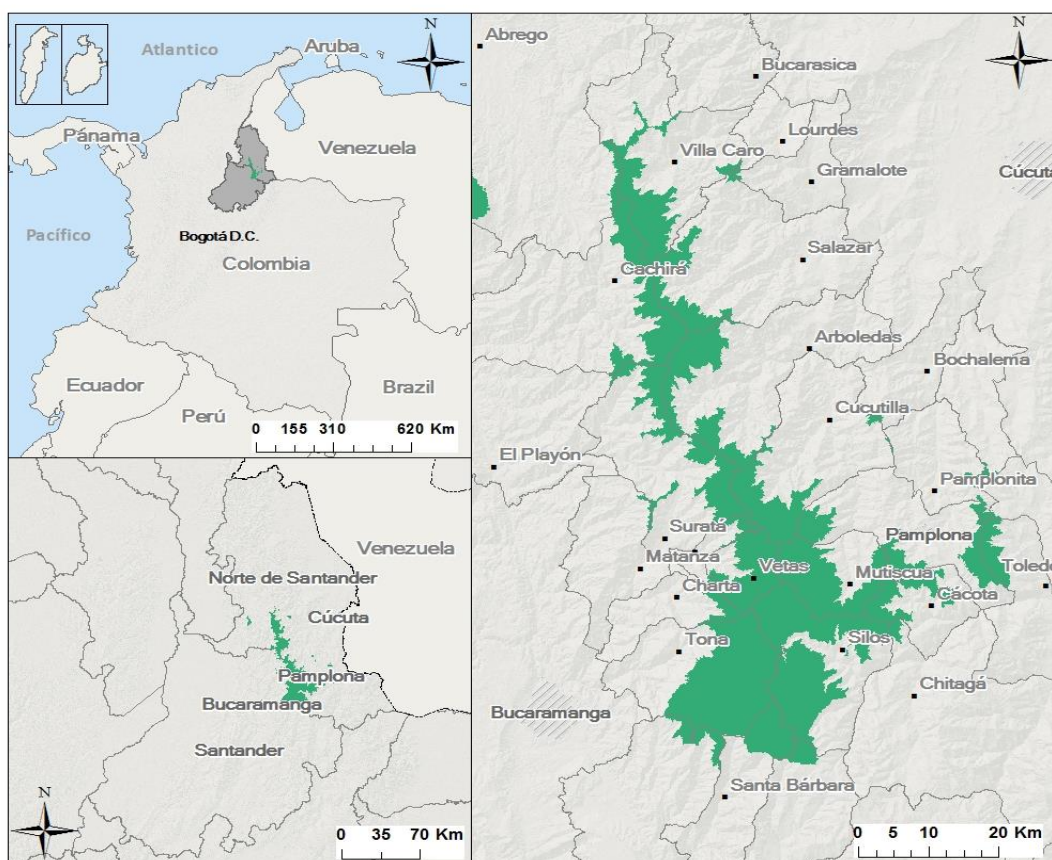 N
Atlantico
Aruba
Pánama
Venezuela
Pacífico
Bogotá D.C.
Colombia
Ecuador
Perú
Brazil
0 155 310 620 Km
Venezuela
Norte de Santander
Cúcuta
Pamplona
Bucaramanga
Santander
N
0 35 70 Km
N
Abrego
Bucarasica
Lourdes
Villa Caro
Gramalote
Cúcuta
Salazar
Cachirá
Arboledas
Bochalema
Cucutilla
El Playón
Pamplonita
Suratá
Pamplona
Matanza
Vetas
Mutiscua
Toledo
Charta
Cácota
Tona
Silos
Chitagá
Bucaramanga
Santa Bárbara
0 5 10 20 Km